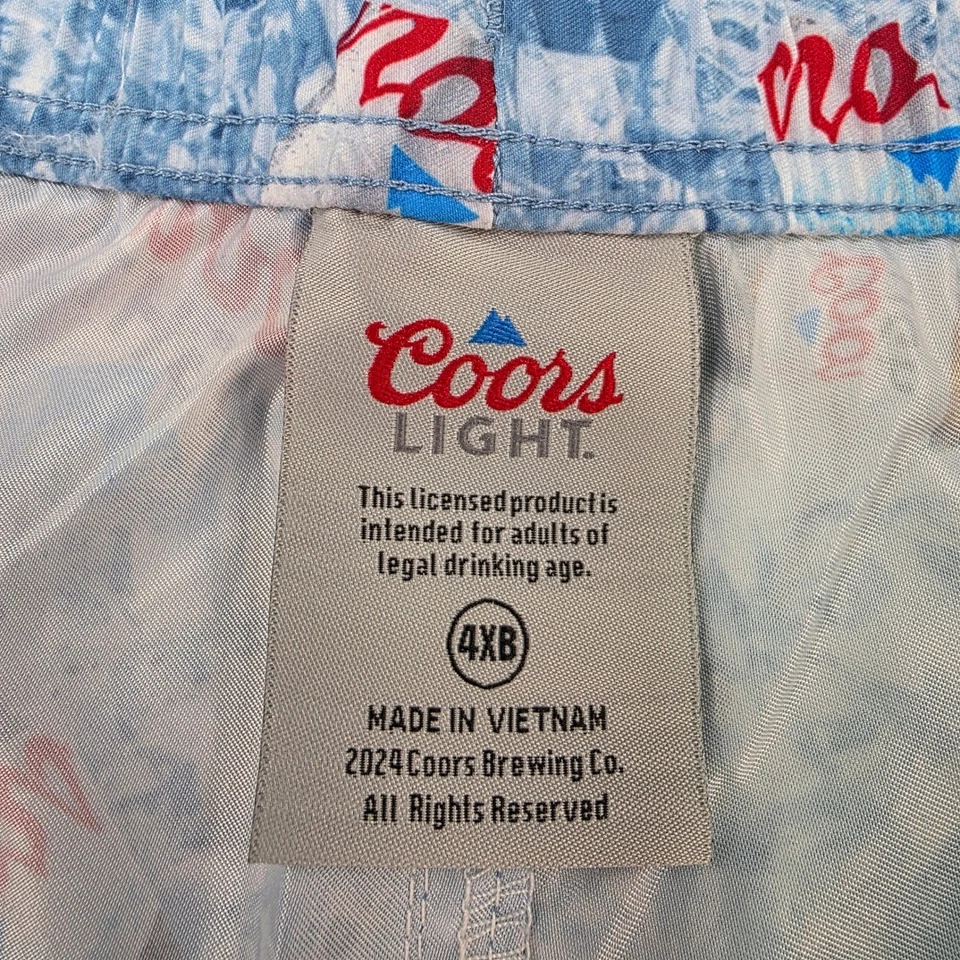 Coors
LIGHT.
This licensed product is
intended for adults of
legal drinking age.
4XB
MADE IN VIETNAM
2024 Coors Brewing Co.
All Rights Reserved